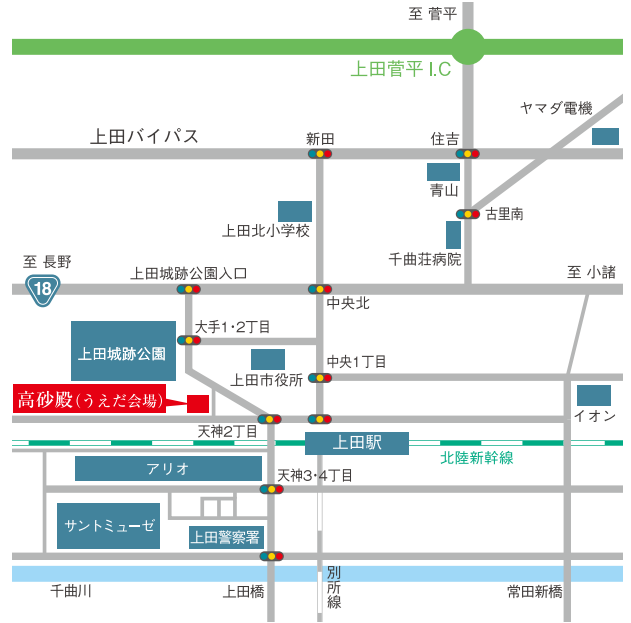 至 菅平
上田菅平 I.C
ヤマダ電機
上田バイパス
新田
住吉
青山
古里南
上田北小学校
千曲荘病院
至 長野
18
上田城跡公園入口
至 小諸
中央北
大手1・2丁目
上田城跡公園
上田市役所
中央1丁目
高砂殿(うえだ会場)
イオン
天神2丁目
上田駅
北陸新幹線
アリオ
天神3・4丁目
サントミューゼ
上田警察署
千曲川
上田橋
別所線
常田新橋